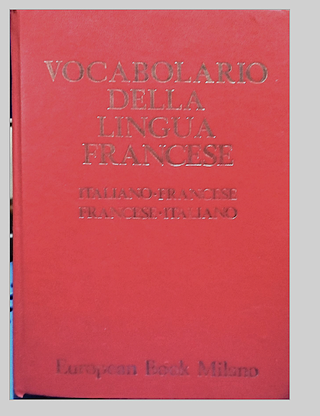 VOCABOLARIO
DELLA
LINGUA
FRANCESE
ITALIANO-FRANCESE
FRANCESE-ITALIANO
European Book Milano